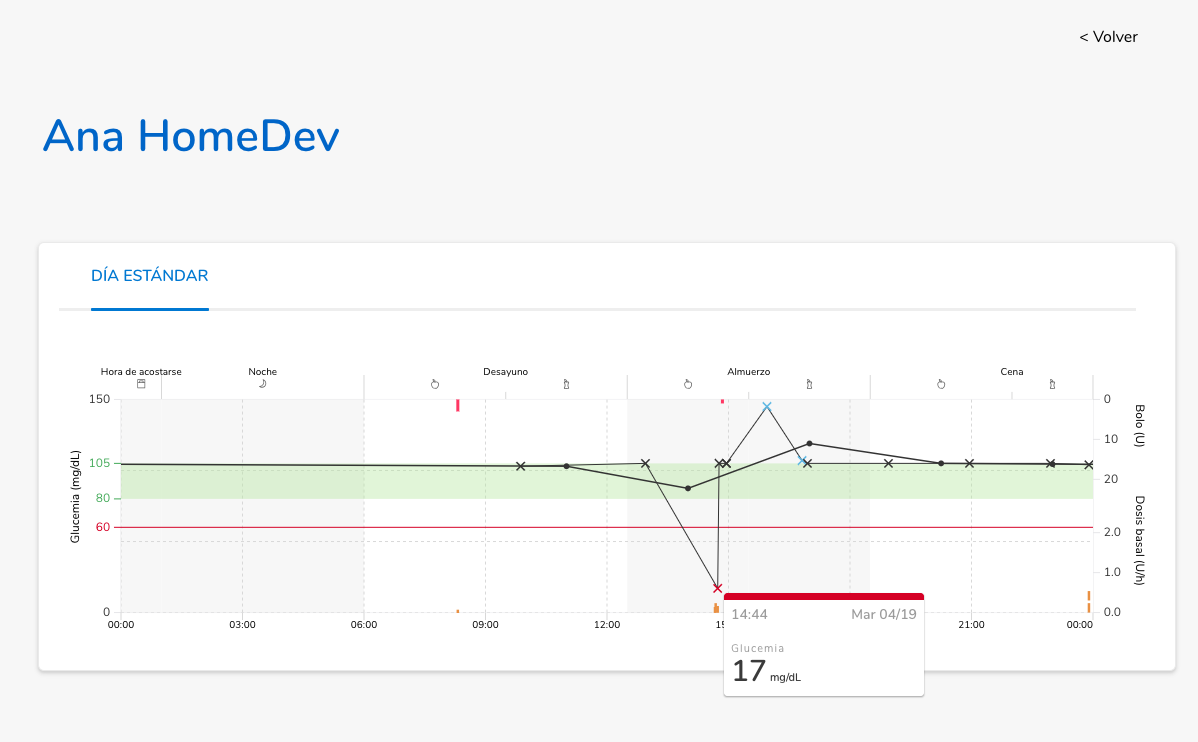 < Volver
Ana HomeDev
DÍA ESTÁNDAR
Hora de acostarse Noche Desayuno Almuerzo Cena
150
105
80
60
0
Glucemia (mg/dL)
0
10
20
2.0
1.0
0.0
Bolo (U)
Dosis basal (U/h)
00:00 03:00 06:00 09:00 12:00 15 21:00 00:00
14:44 Mar 04/19
Glucemia
17 mg/dL